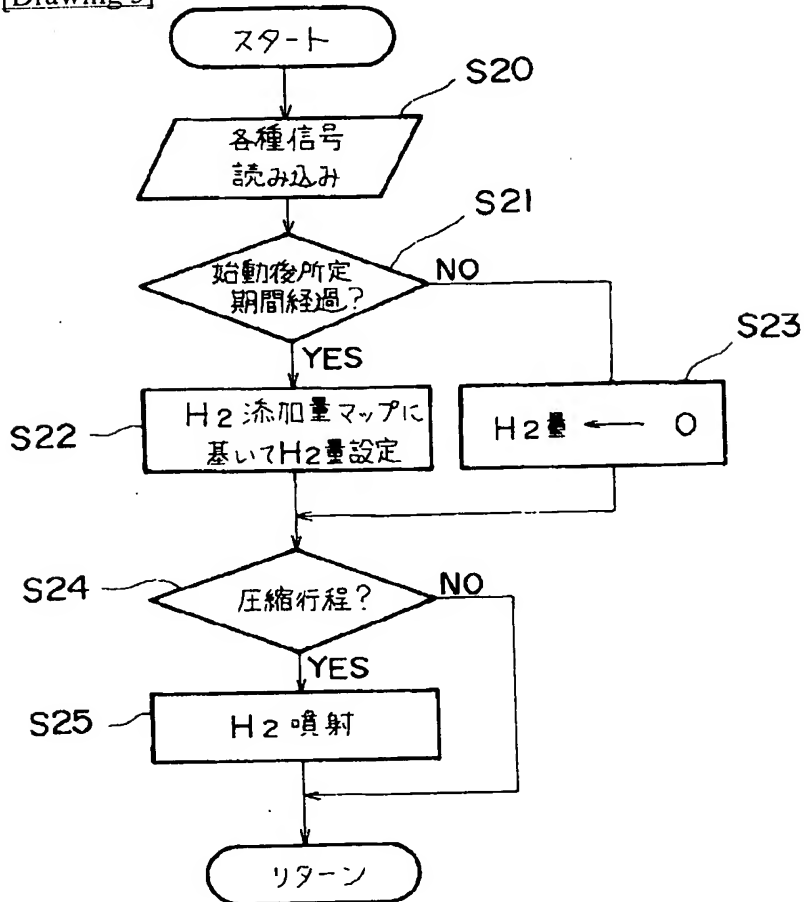 スタート
S20
各種信号
読み込み
S21
始動後所定
期間経過?
NO
S23
YES
S22
H2添加量マップに
基いてH2量設定
H2量 ← 0
S24
圧縮行程?
NO
YES
S25
H2噴射
リターン